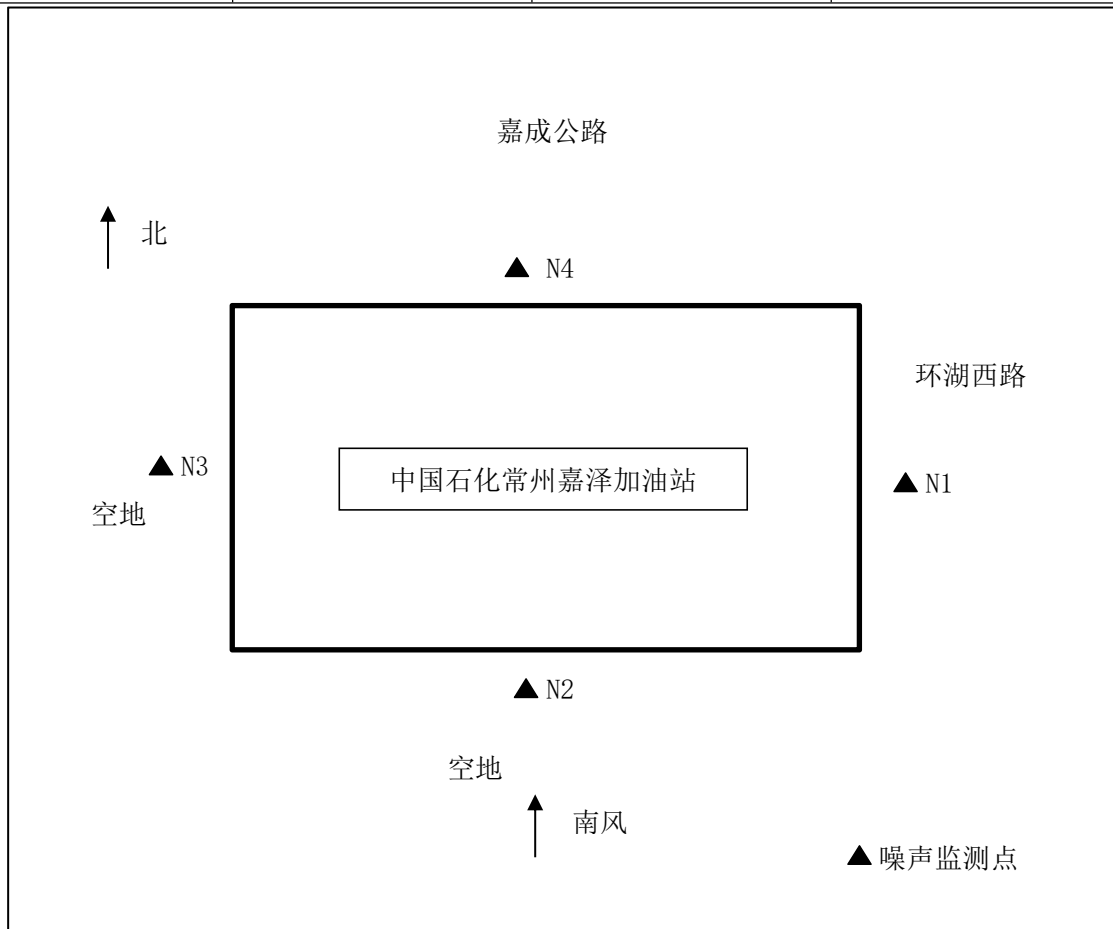 嘉成公路
北
▲ N4
环湖西路
▲ N3
中国石化常州嘉泽加油站
▲ N1
空地
▲ N2
空地
南风
▲噪声监测点